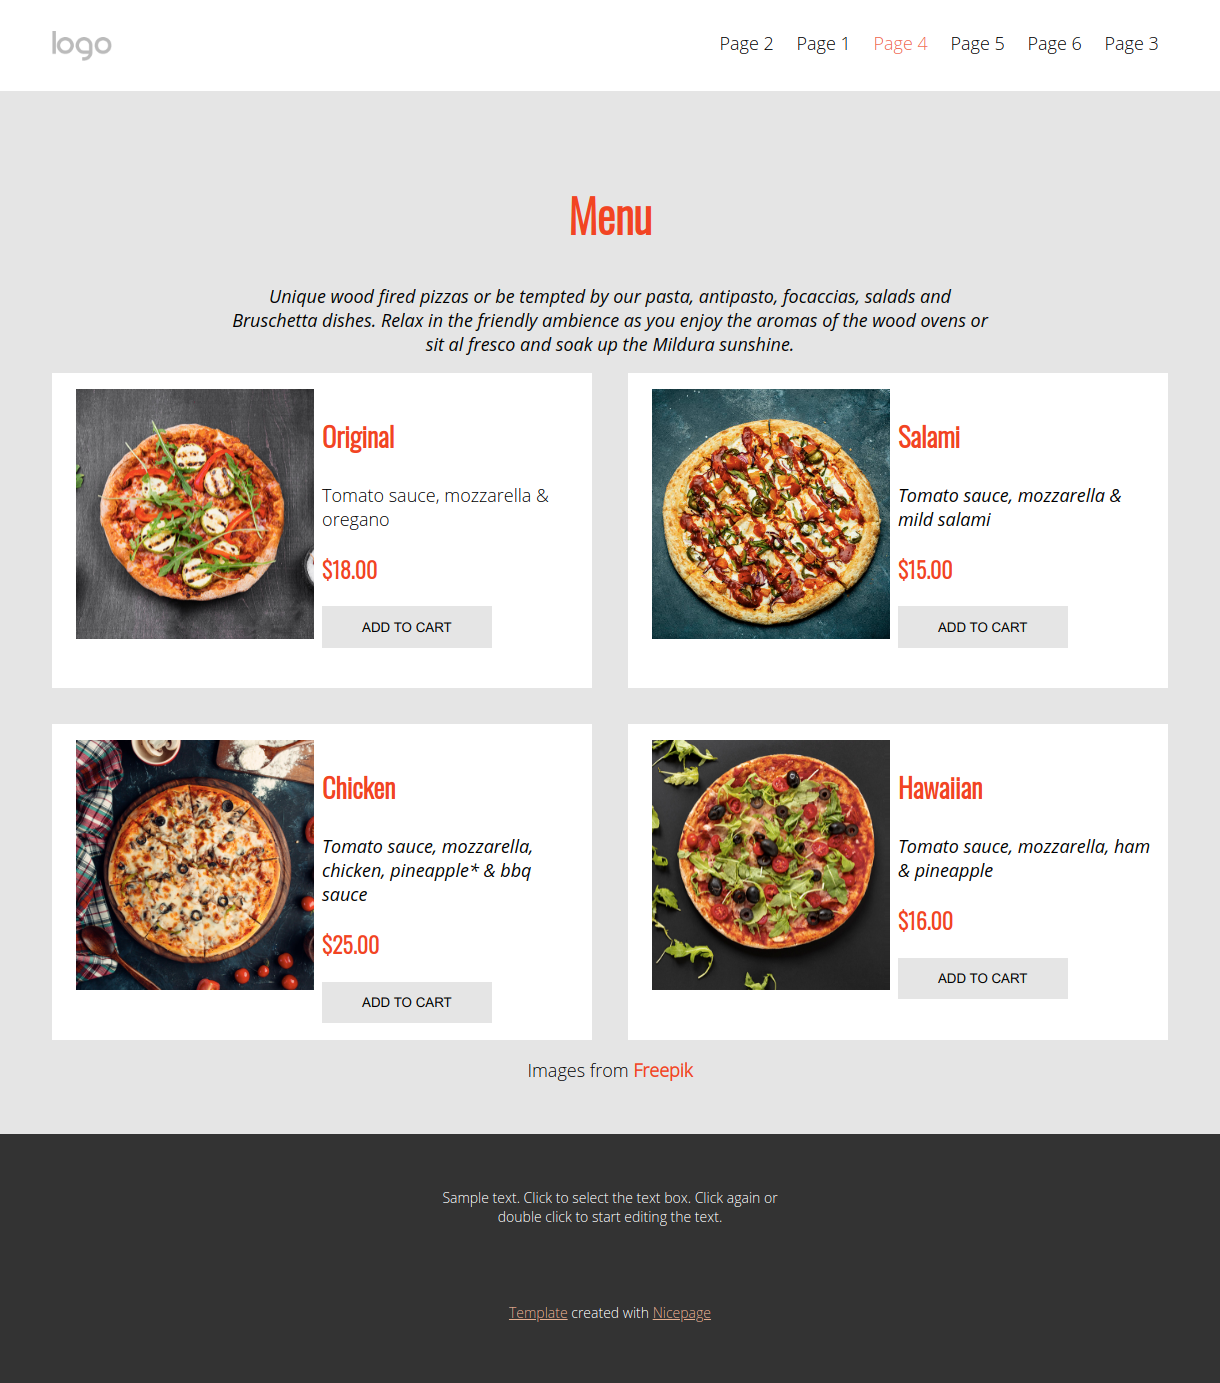 logo
Page 2 Page 1 Page 4 Page 5 Page 6 Page 3
Menu
Unique wood fired pizzas or be tempted by our pasta, antipasto, focaccias, salads and
Bruschetta dishes. Relax in the friendly ambience as you enjoy the aromas of the wood ovens or
sit al fresco and soak up the Mildura sunshine.
Original
Tomato sauce, mozzarella &
oregano
$18.00
ADD TO CART
Salami
Tomato sauce, mozzarella &
mild salami
$15.00
ADD TO CART
Chicken
Tomato sauce, mozzarella,
chicken, pineapple* & bbq
sauce
$25.00
ADD TO CART
Hawaiian
Tomato sauce, mozzarella, ham
& pineapple
$16.00
ADD TO CART
Images from Freepik
Sample text. Click to select the text box. Click again or
double click to start editing the text.
Template created with Nicepage